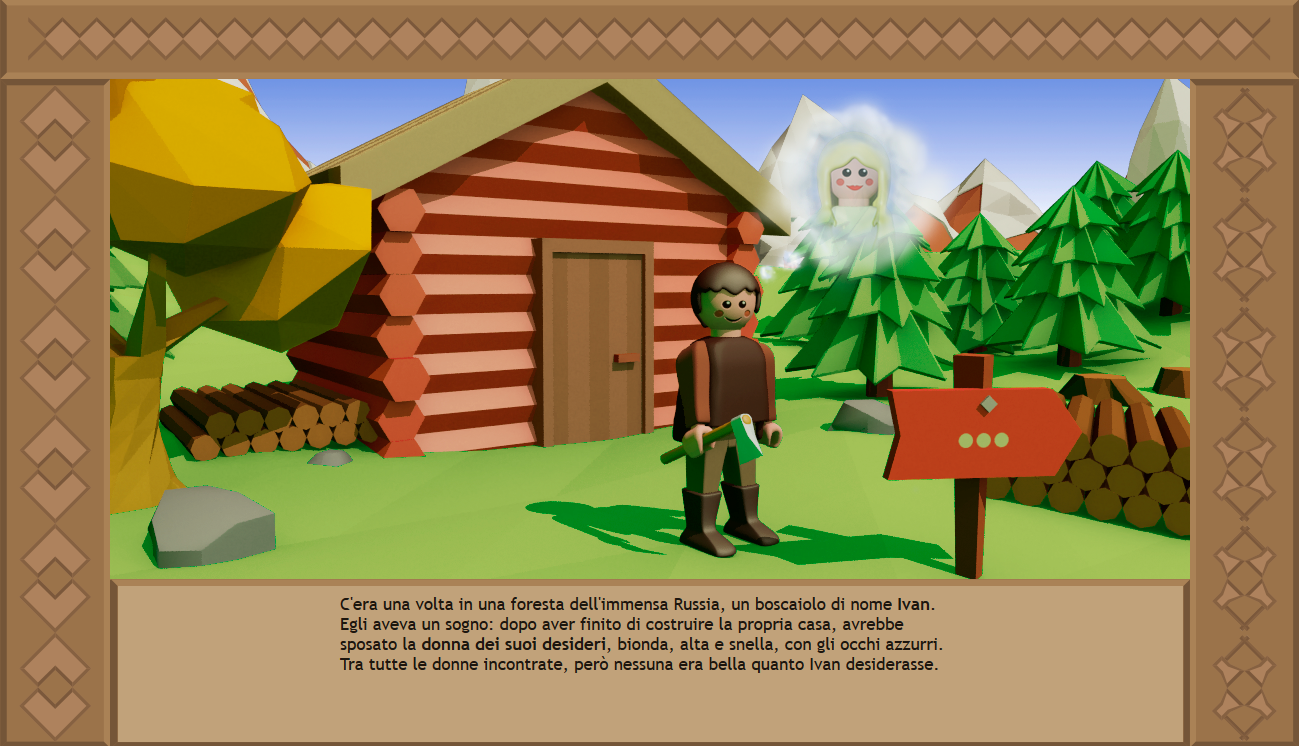 C'era una volta in una foresta dell'immensa Russia, un boscaiolo di nome Ivan.
Egli aveva un sogno: dopo aver finito di costruire la propria casa, avrebbe
sposato la donna dei suoi desideri, bionda, alta e snella, con gli occhi azzurri.
Tra tutte le donne incontrate, però nessuna era bella quanto Ivan desiderasse.